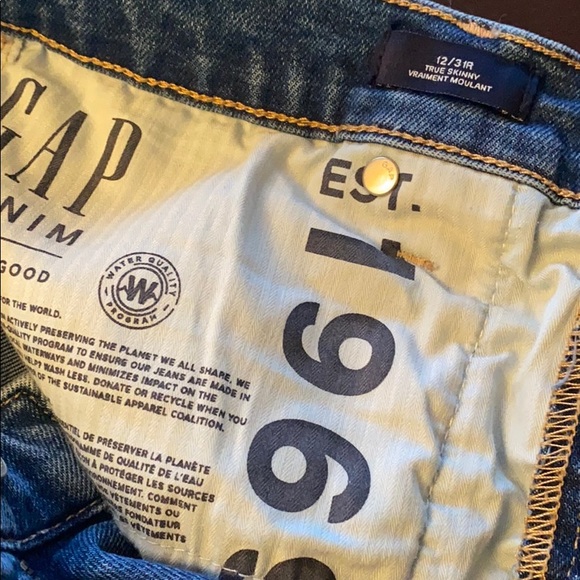 12/31R
TRUE SKINNY
VRAIMENT MOULANT
GAP
NIM
GOOD
EST.
1969
WATER QUALITY
W
PROGRAM
FOR THE WORLD.
ACTIVELY PRESERVING THE PLANET WE ALL SHARE. WE
QUALITY PROGRAM TO ENSURE OUR JEANS ARE MADE IN
WATERWAYS AND MINIMIZES IMPACT ON THE
WASH LESS, DONATE OR RECYCLE WHEN YOU
OF THE SUSTAINABLE APPAREL COALITION.
DE PRÉSERVER LA PLANÈTE
DE QUALITÉ DE L'EAU
À PROTÉGER LES SOURCES
COMMENT
VÊTEMENTS OU
FONDATEUR